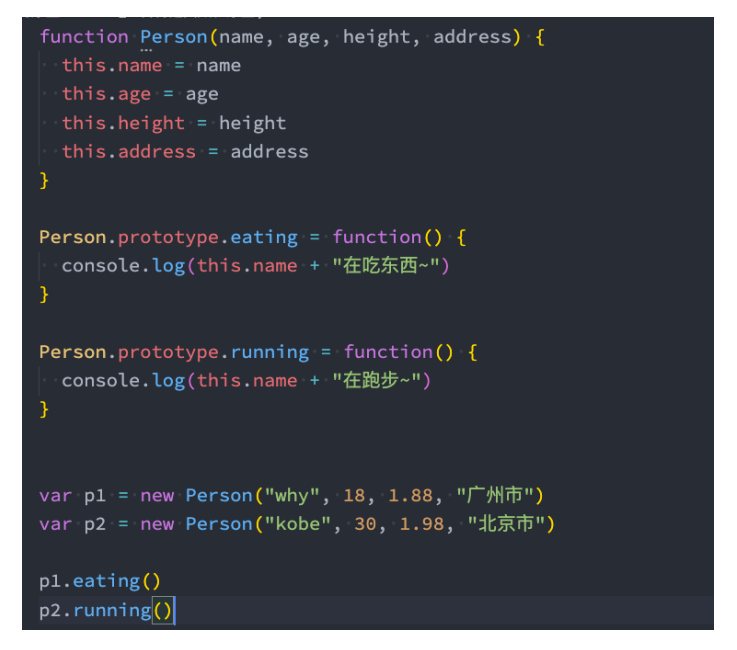 function Person(name, age, height, address) {
  this.name = name
  this.age = age
  this.height = height
  this.address = address
}

Person.prototype.eating = function() {
  console.log(this.name + "在吃东西~")
}

Person.prototype.running = function() {
  console.log(this.name + "在跑步~")
}

var p1 = new Person("why", 18, 1.88, "广州市")
var p2 = new Person("kobe", 30, 1.98, "北京市")

p1.eating()
p2.running()